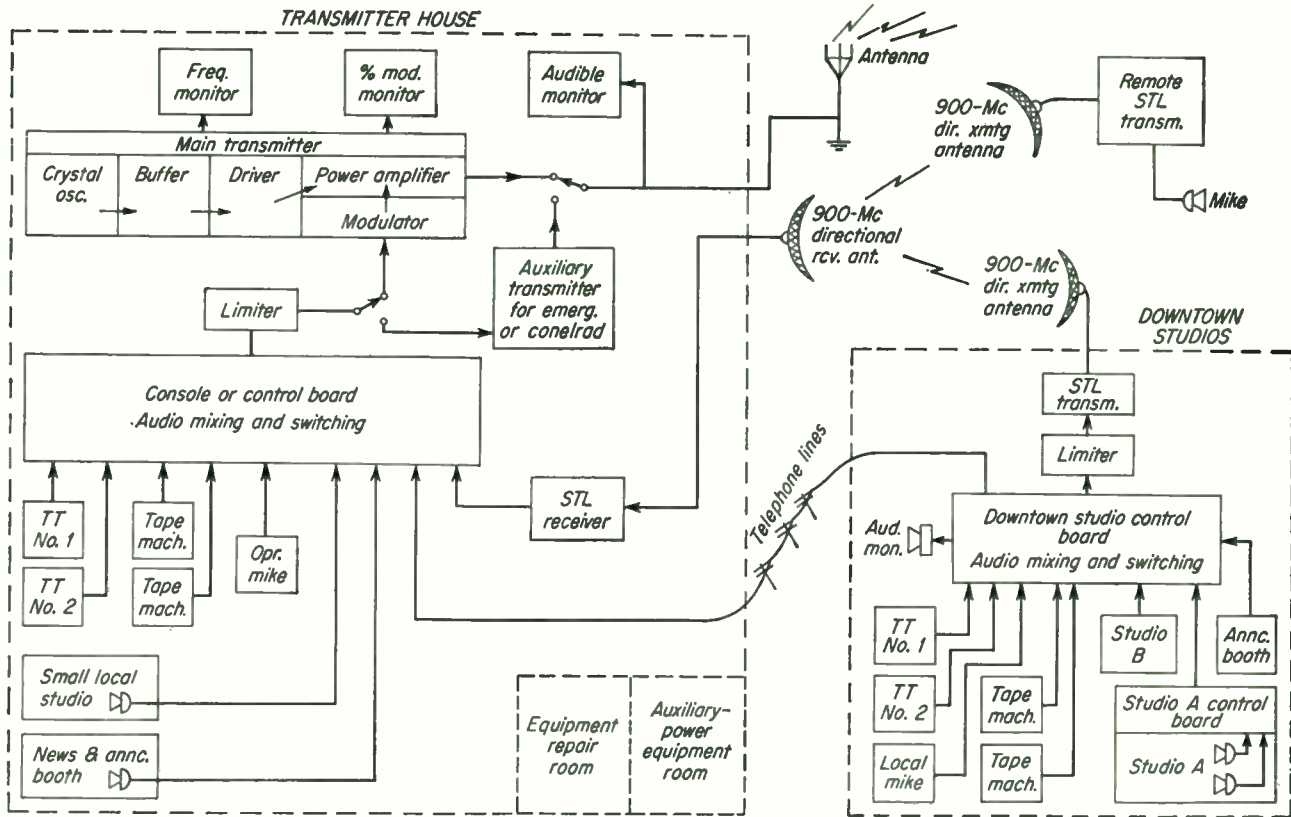 TRANSMITTER HOUSE
Freq.
monitor
% mod.
monitor
Audible
monitor
Antenna
900-Mc
dir. xmtg
antenna
Remote
STL
transm.
Mike
Main transmitter
Crystal
osc.
Buffer
Driver
Power amplifier
Modulator
900-Mc
directional
rcv. ant.
900-Mc
dir. xmtg
antenna
Limiter
Auxiliary
transmitter
for emerg.
or conelrad
DOWNTOWN
STUDIOS
Console or control board
Audio mixing and switching
STL
transm.
Limiter
TT
No. 1
TT
No. 2
Tape
mach.
Tape
mach.
Opr.
mike
STL
receiver
Telephone lines
Aud.
mon.
Downtown studio control
board
Audio mixing and switching
Small local
studio
News & annc.
booth
Equipment
repair
room
Auxiliary-
power
equipment
room
TT
No. 1
TT
No. 2
Local
mike
Tape
mach.
Tape
mach.
Studio
B
Annc.
booth
Studio A control
board
Studio A